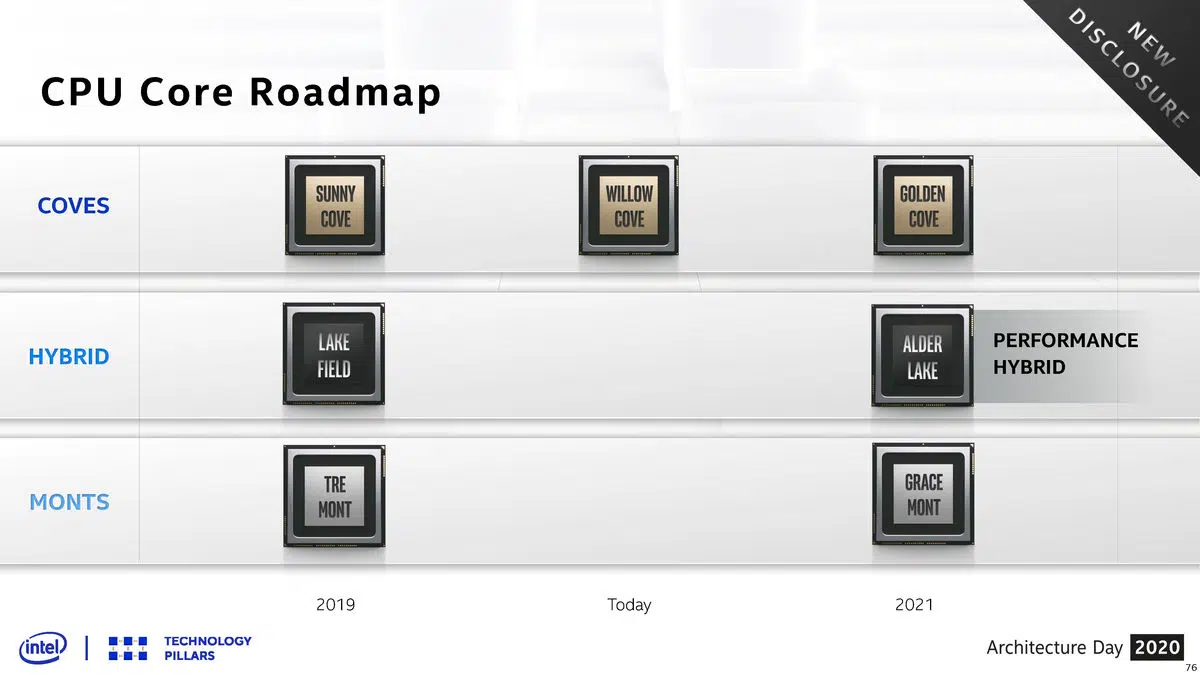 NEW
DISCLOSURE
CPU Core Roadmap
COVES
SUNNY
COVE
WILLOW
COVE
GOLDEN
COVE
HYBRID
LAKE
FIELD
ALDER
LAKE
PERFORMANCE
HYBRID
MONTS
TRE
MONT
GRACE
MONT
2019
Today
2021
intel
TECHNOLOGY
PILLARS
Architecture Day 2020
76